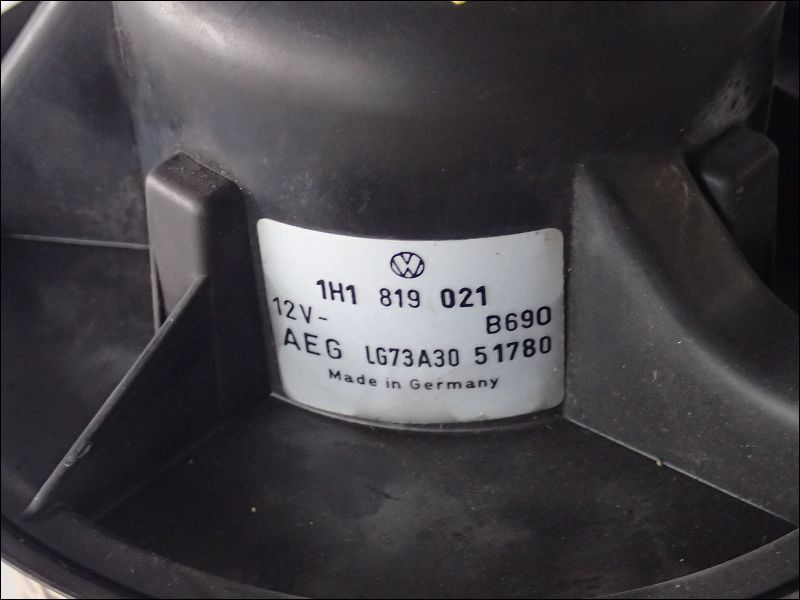 1H1 819 021
12V- B690
AEG LG73A30 51780
Made in Germany